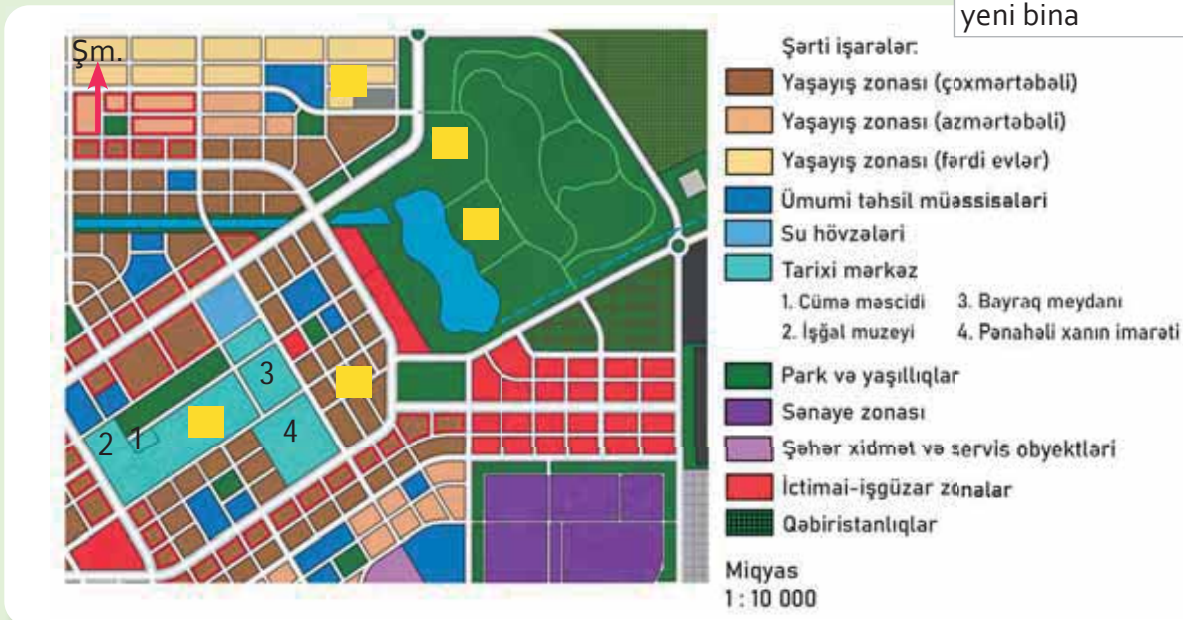 yeni bina
Şm.
Şərti işarələr:
Yaşayış zonası (çoxmərtəbəli)
Yaşayış zonası (azmərtəbəli)
Yaşayış zonası (fərdi evlər)
Ümumi təhsil müəssisələri
Su hövzələri
Tarixi mərkəz
1. Cümə məscidi 3. Bayraq meydanı
2. İşğal muzeyi 4. Pənahəli xanın imarəti
Park və yaşıllıqlar
Sənaye zonası
Şəhər xidmət və servis obyektləri
İctimai-işgüzar zonalar
Qəbiristanlıqlar
Miqyas
1 : 10 000
3
2 1 4